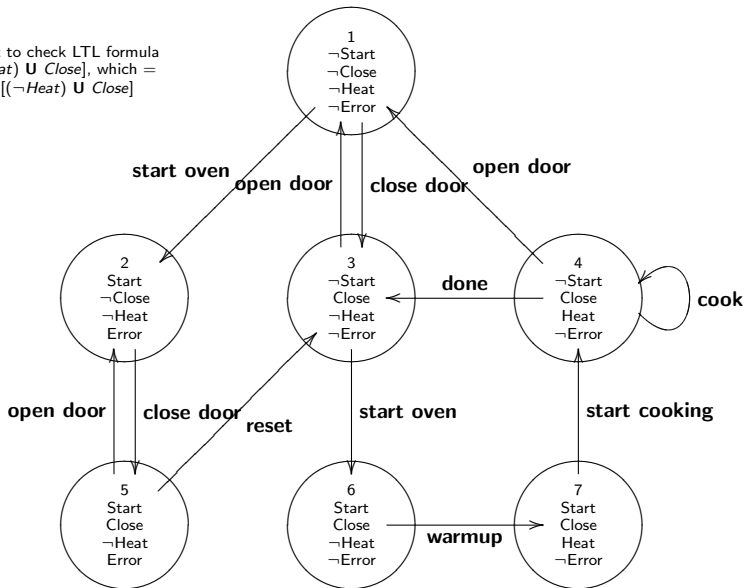 to check LTL formula
at) U Close], which =
[(¬Heat) U Close]
1
¬Start
¬Close
¬Heat
¬Error
start oven
open door
close door
open door
2
Start
¬Close
¬Heat
Error
3
¬Start
Close
¬Heat
¬Error
done
4
¬Start
Close
Heat
¬Error
cook
open door
close door
reset
start oven
start cooking
5
Start
Close
¬Heat
Error
6
Start
Close
¬Heat
¬Error
warmup
7
Start
Close
Heat
¬Error